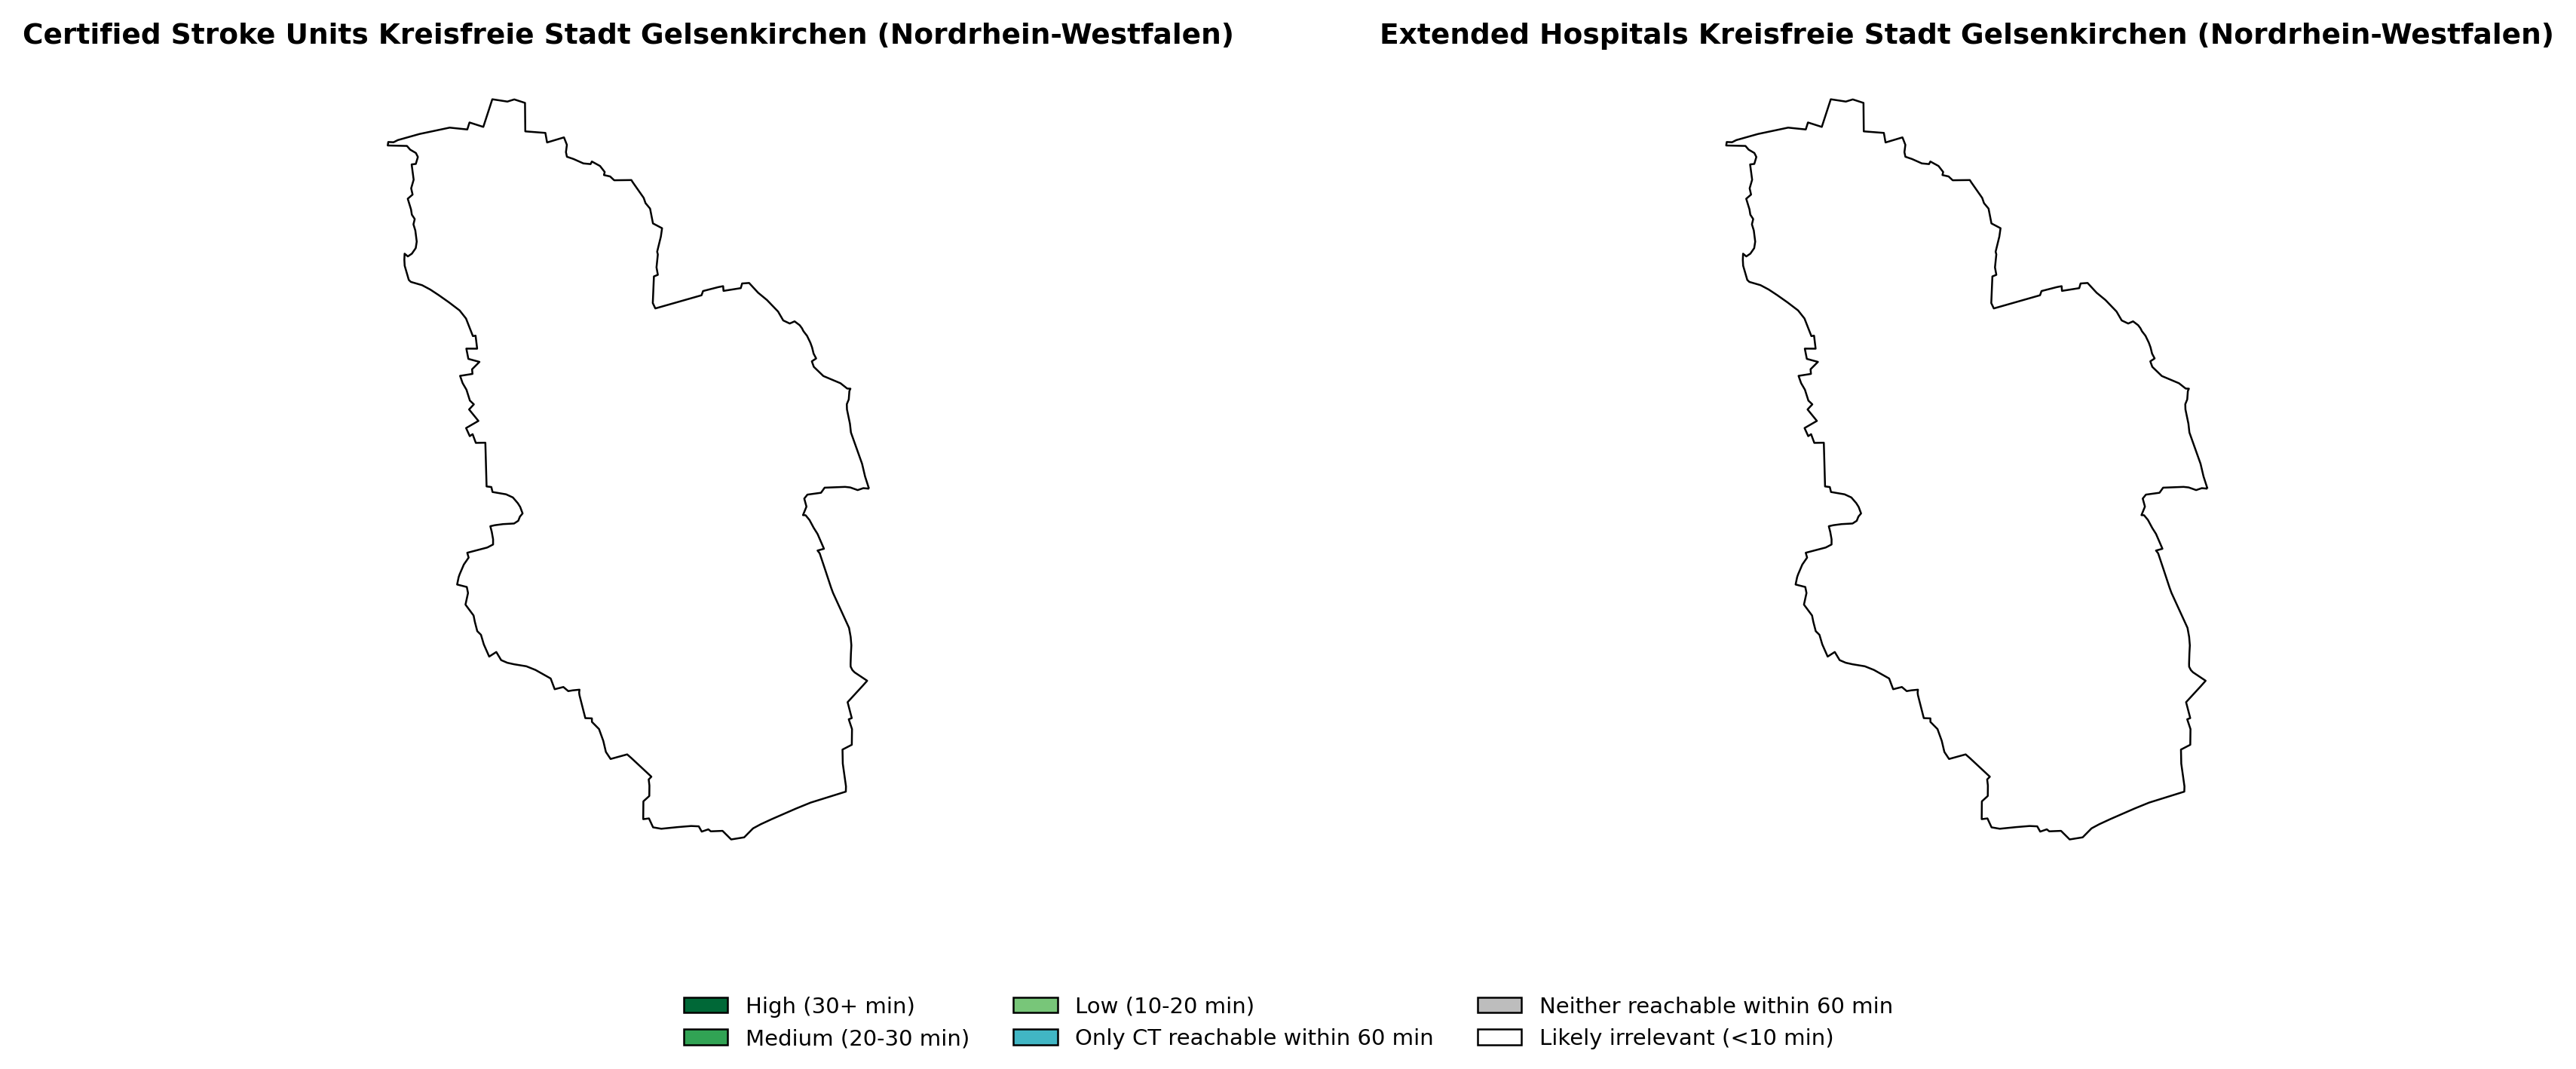 Certified Stroke Units Kreisfreie Stadt Gelsenkirchen (Nordrhein-Westfalen)
Extended Hospitals Kreisfreie Stadt Gelsenkirchen (Nordrhein-Westfalen)
High (30+ min)
Medium (20-30 min)
Low (10-20 min)
Only CT reachable within 60 min
Neither reachable within 60 min
Likely irrelevant (<10 min)